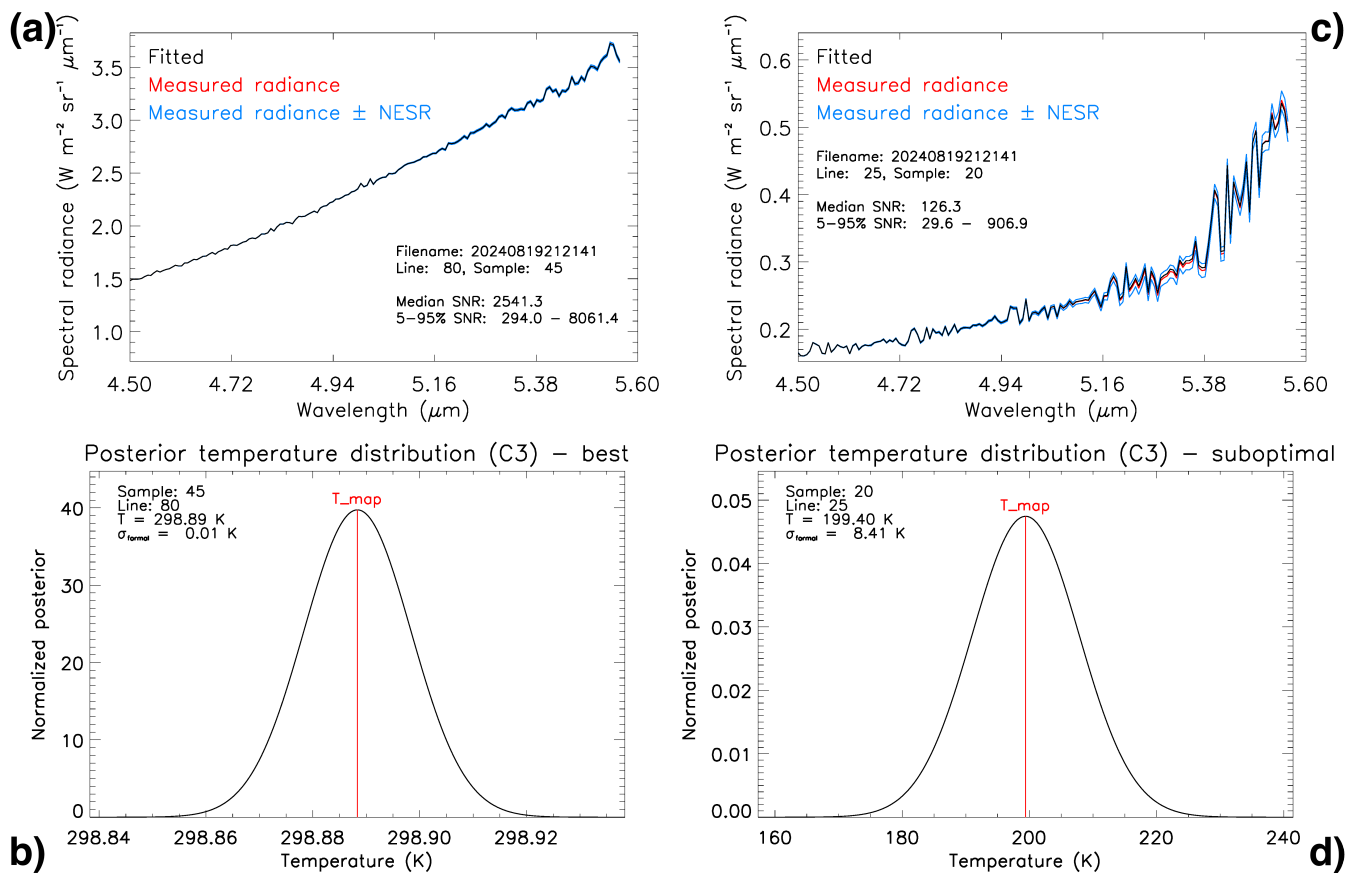 (a)
Spectral radiance (W m⁻² sr⁻¹ μm⁻¹)
3.5
3.0
2.5
2.0
1.5
1.0
Fitted
Measured radiance
Measured radiance ± NESR
Filename: 20240819212141
Line: 80, Sample: 45
Median SNR: 2541.3
5−95% SNR: 294.0 − 8061.4
4.50 4.72 4.94 5.16 5.38 5.60
Wavelength (μm)
c)
Spectral radiance (W m⁻² sr⁻¹ μm⁻¹)
0.6
0.5
0.4
0.3
0.2
Fitted
Measured radiance
Measured radiance ± NESR
Filename: 20240819212141
Line: 25, Sample: 20
Median SNR: 126.3
5−95% SNR: 29.6 − 906.9
4.50 4.72 4.94 5.16 5.38 5.60
Wavelength (μm)
Posterior temperature distribution (C3) − best
Normalized posterior
40
30
20
10
0
Sample: 45
Line: 80
T = 298.89 K
σformal = 0.01 K
T_map
298.84 298.86 298.88 298.90 298.92
Temperature (K)
b)
Posterior temperature distribution (C3) − suboptimal
Normalized posterior
0.05
0.04
0.03
0.02
0.01
0.00
Sample: 20
Line: 25
T = 199.40 K
σformal = 8.41 K
T_map
160 180 200 220 240
Temperature (K)
d)